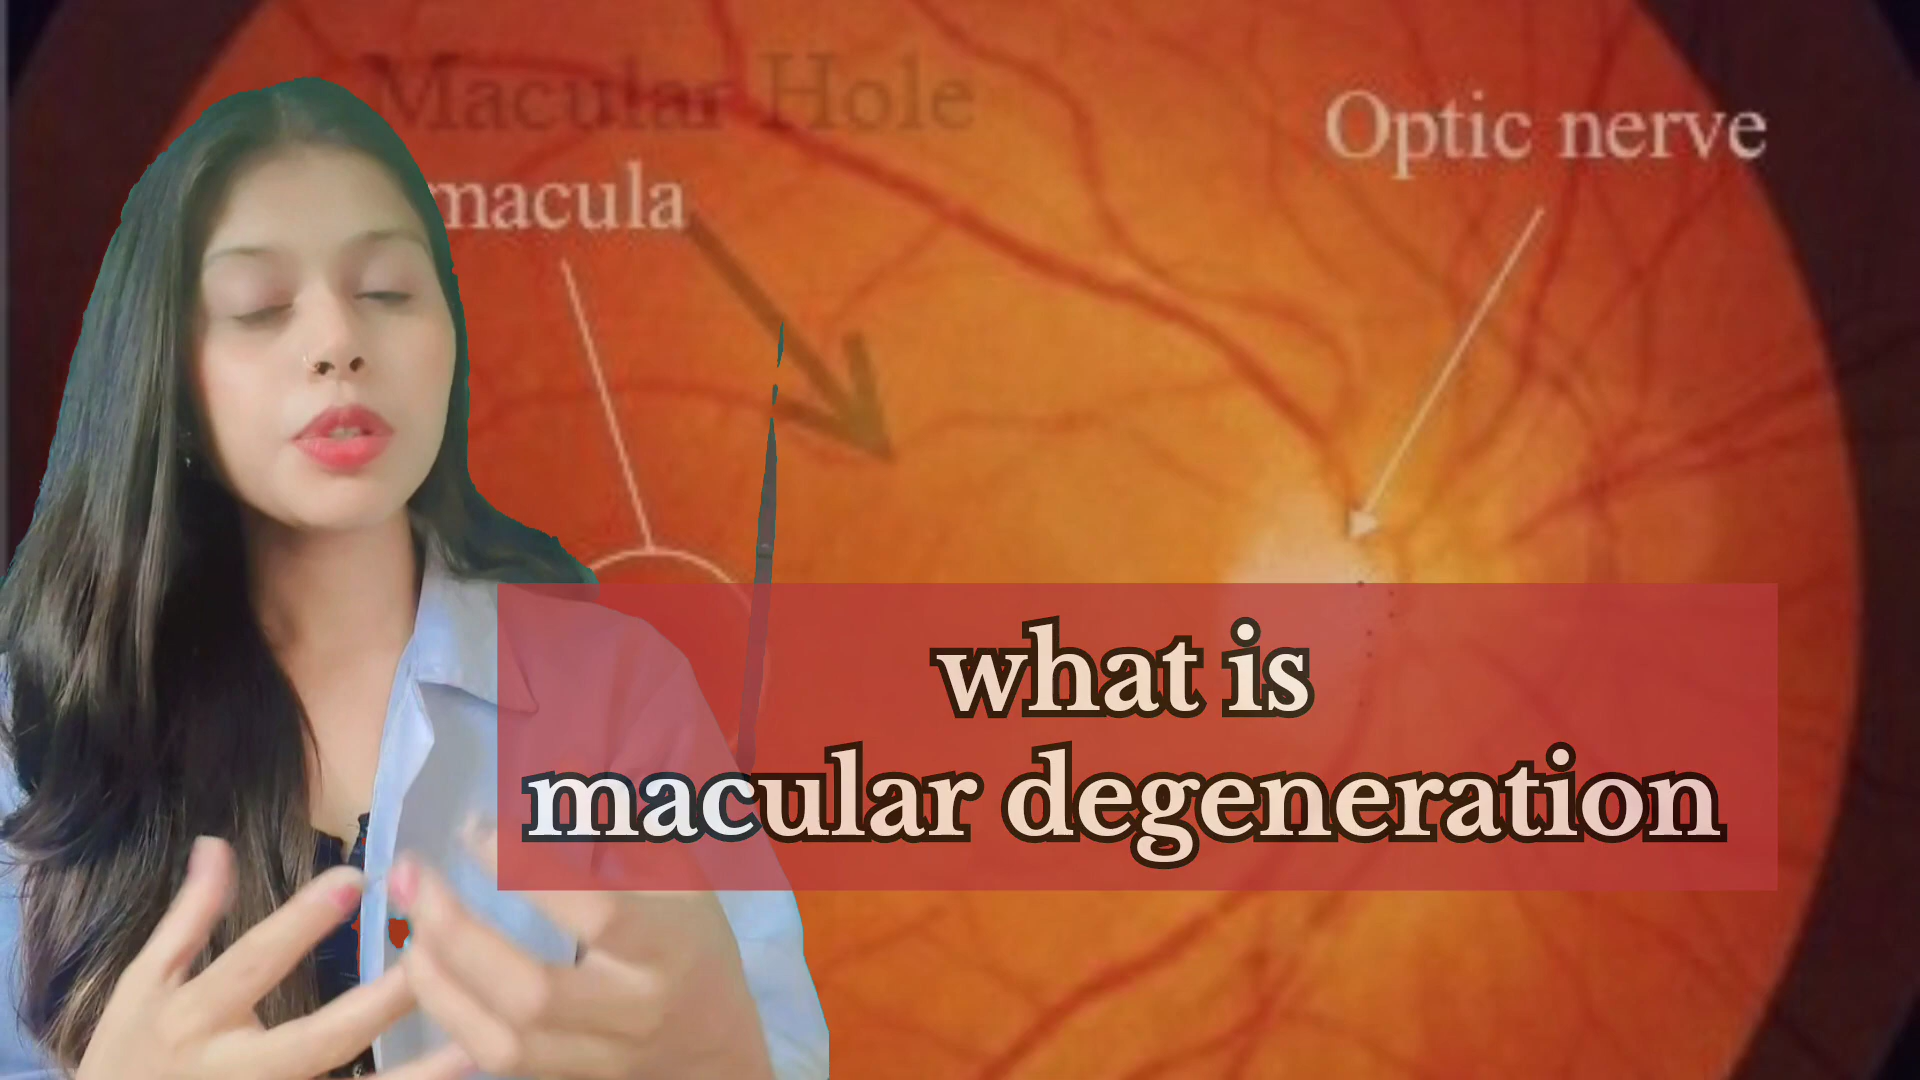 Macular Hole
Optic nerve
macula
what is
macular degeneration